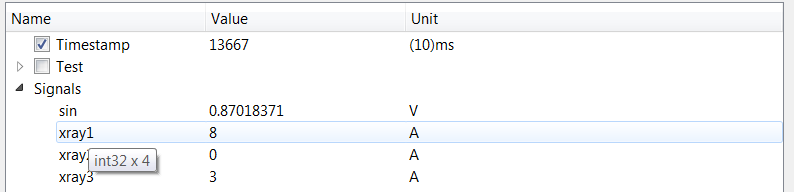 Name Value Unit
Timestamp 13667 (10)ms
Test
Signals
sin 0.87018371 V
xray1 8 A
int32 x 4 0 A
xray3 3 A